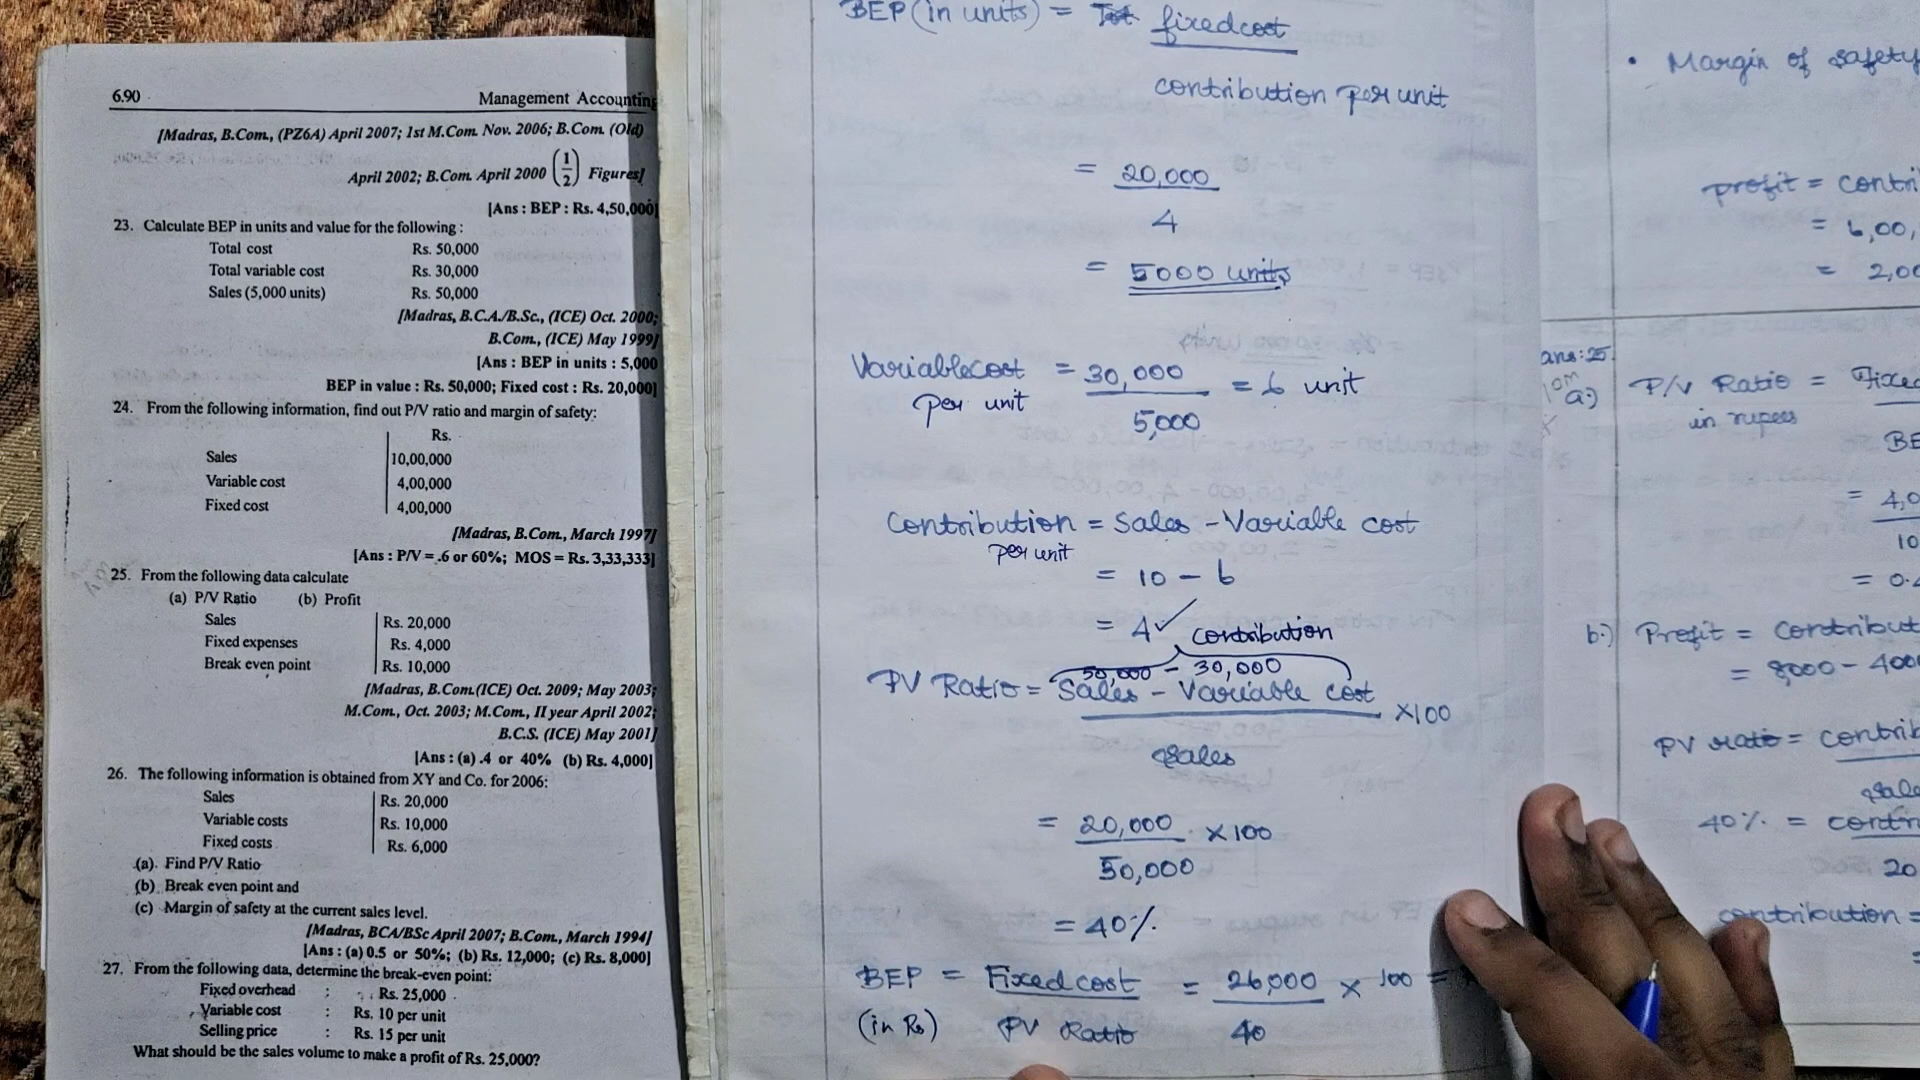 6.90 Management Accounting
[Madras, B.Com., (PZ6A) April 2007; 1st M.Com. Nov. 2006; B.Com. (Old)
April 2002; B.Com. April 2000 (1/2) Figures]
[Ans : BEP : Rs. 4,50,000]
23. Calculate BEP in units and value for the following :
Total cost Rs. 50,000
Total variable cost Rs. 30,000
Sales (5,000 units) Rs. 50,000
[Madras, B.C.A./B.Sc., (ICE) Oct. 2000;
B.Com., (ICE) May 1999]
[Ans : BEP in units : 5,000
BEP in value : Rs. 50,000; Fixed cost : Rs. 20,000]
24. From the following information, find out P/V ratio and margin of safety:
Rs.
Sales 10,00,000
Variable cost 4,00,000
Fixed cost 4,00,000
[Madras, B.Com., March 1997]
[Ans : P/V = .6 or 60%; MOS = Rs. 3,33,333]
25. From the following data calculate
(a) P/V Ratio (b) Profit
Sales Rs. 20,000
Fixed expenses Rs. 4,000
Break even point Rs. 10,000
[Madras, B.Com.(ICE) Oct. 2009; May 2003;
M.Com., Oct. 2003; M.Com., II year April 2002;
B.C.S. (ICE) May 2001]
[Ans : (a) .4 or 40% (b) Rs. 4,000]
26. The following information is obtained from XY and Co. for 2006:
Sales Rs. 20,000
Variable costs Rs. 10,000
Fixed costs Rs. 6,000
(a). Find P/V Ratio
(b). Break even point and
(c) Margin of safety at the current sales level.
[Madras, BCA/BSc April 2007; B.Com., March 1994]
[Ans : (a) 0.5 or 50%; (b) Rs. 12,000; (c) Rs. 8,000]
27. From the following data, determine the break-even point:
Fixed overhead : Rs. 25,000
Variable cost : Rs. 10 per unit
Selling price : Rs. 15 per unit
What should be the sales volume to make a profit of Rs. 25,000?
BEP (in units) = fixed cost
contribution per unit
= 20,000
4
= 5000 units
Variable cost = 30,000 = 6 unit
per unit 5,000
Contribution = Sales - Variable cost
per unit
= 10 - 6
= 4 ✓ contribution
50,000 - 30,000
PV Ratio = Sales - Variable cost ×100
Sales
= 20,000 ×100
50,000
= 40%.
BEP = Fixed cost = 20,000 × 100 =
(in Rs) PV Ratio 40
• Margin of safety
profit = contri
= 6,00,
= 2,00
ans: 25
10m
a.) P/V Ratio = Fixed
in rupees BE
= 4,0
10
= 0.4
b.) Profit = contribut
= 8000 - 400
PV ratio = contrib
sale
40%. = contri
20
contribution =